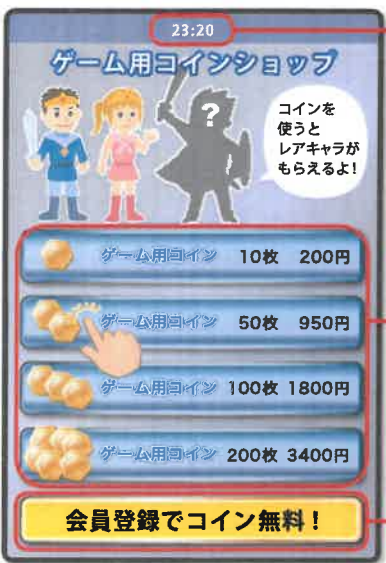 23:20
ゲーム用コインショップ
?
コインを
使うと
レアキャラが
もらえるよ!
ゲーム用コイン 10枚 200円
ゲーム用コイン 50枚 950円
ゲーム用コイン 100枚 1800円
ゲーム用コイン 200枚 3400円
会員登録でコイン無料!